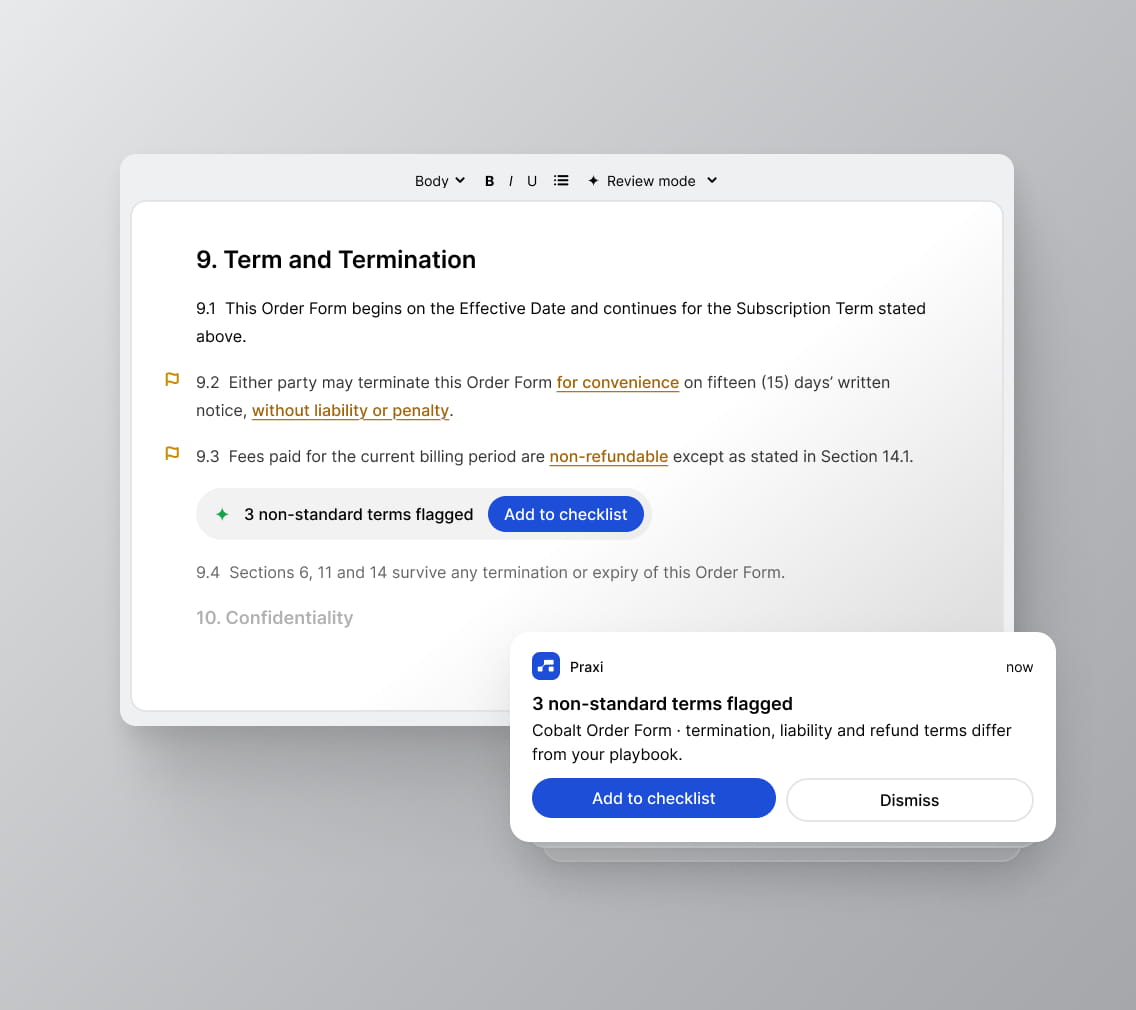 Body B I U Review mode
9. Term and Termination
9.1 This Order Form begins on the Effective Date and continues for the Subscription Term stated
above.
9.2 Either party may terminate this Order Form for convenience on fifteen (15) days’ written
notice, without liability or penalty.
9.3 Fees paid for the current billing period are non-refundable except as stated in Section 14.1.
3 non-standard terms flagged Add to checklist
9.4 Sections 6, 11 and 14 survive any termination or expiry of this Order Form.
10. Confidentiality
Praxi now
3 non-standard terms flagged
Cobalt Order Form · termination, liability and refund terms differ
from your playbook.
Add to checklist Dismiss